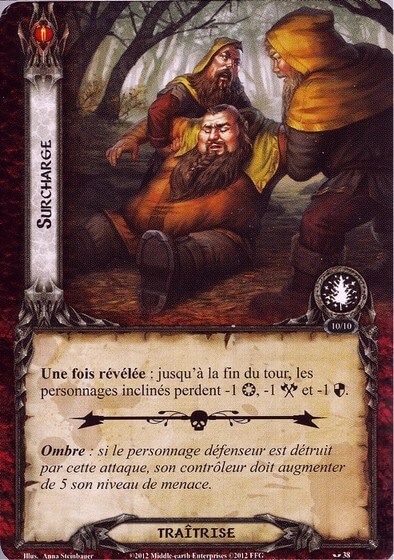 SURCHARGE
10/10
Une fois révélée : jusqu'à la fin du tour, les
personnages inclinés perdent -1 , -1 et -1 .
Ombre : si le personnage défenseur est détruit
par cette attaque, son contrôleur doit augmenter
de 5 son niveau de menace.
TRAÎTRISE
Illus. Anna Steinbauer ©2012 Middle-earth Enterprises ©2012 FFG 38